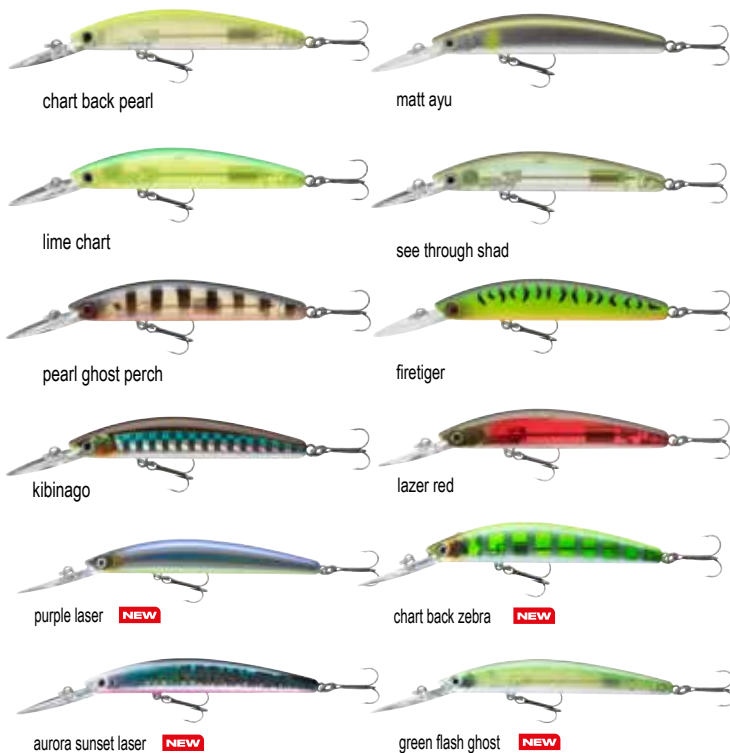 chart back pearl
matt ayu
lime chart
see through shad
pearl ghost perch
firetiger
kibinago
lazer red
purple laser NEW
chart back zebra NEW
aurora sunset laser NEW
green flash ghost NEW